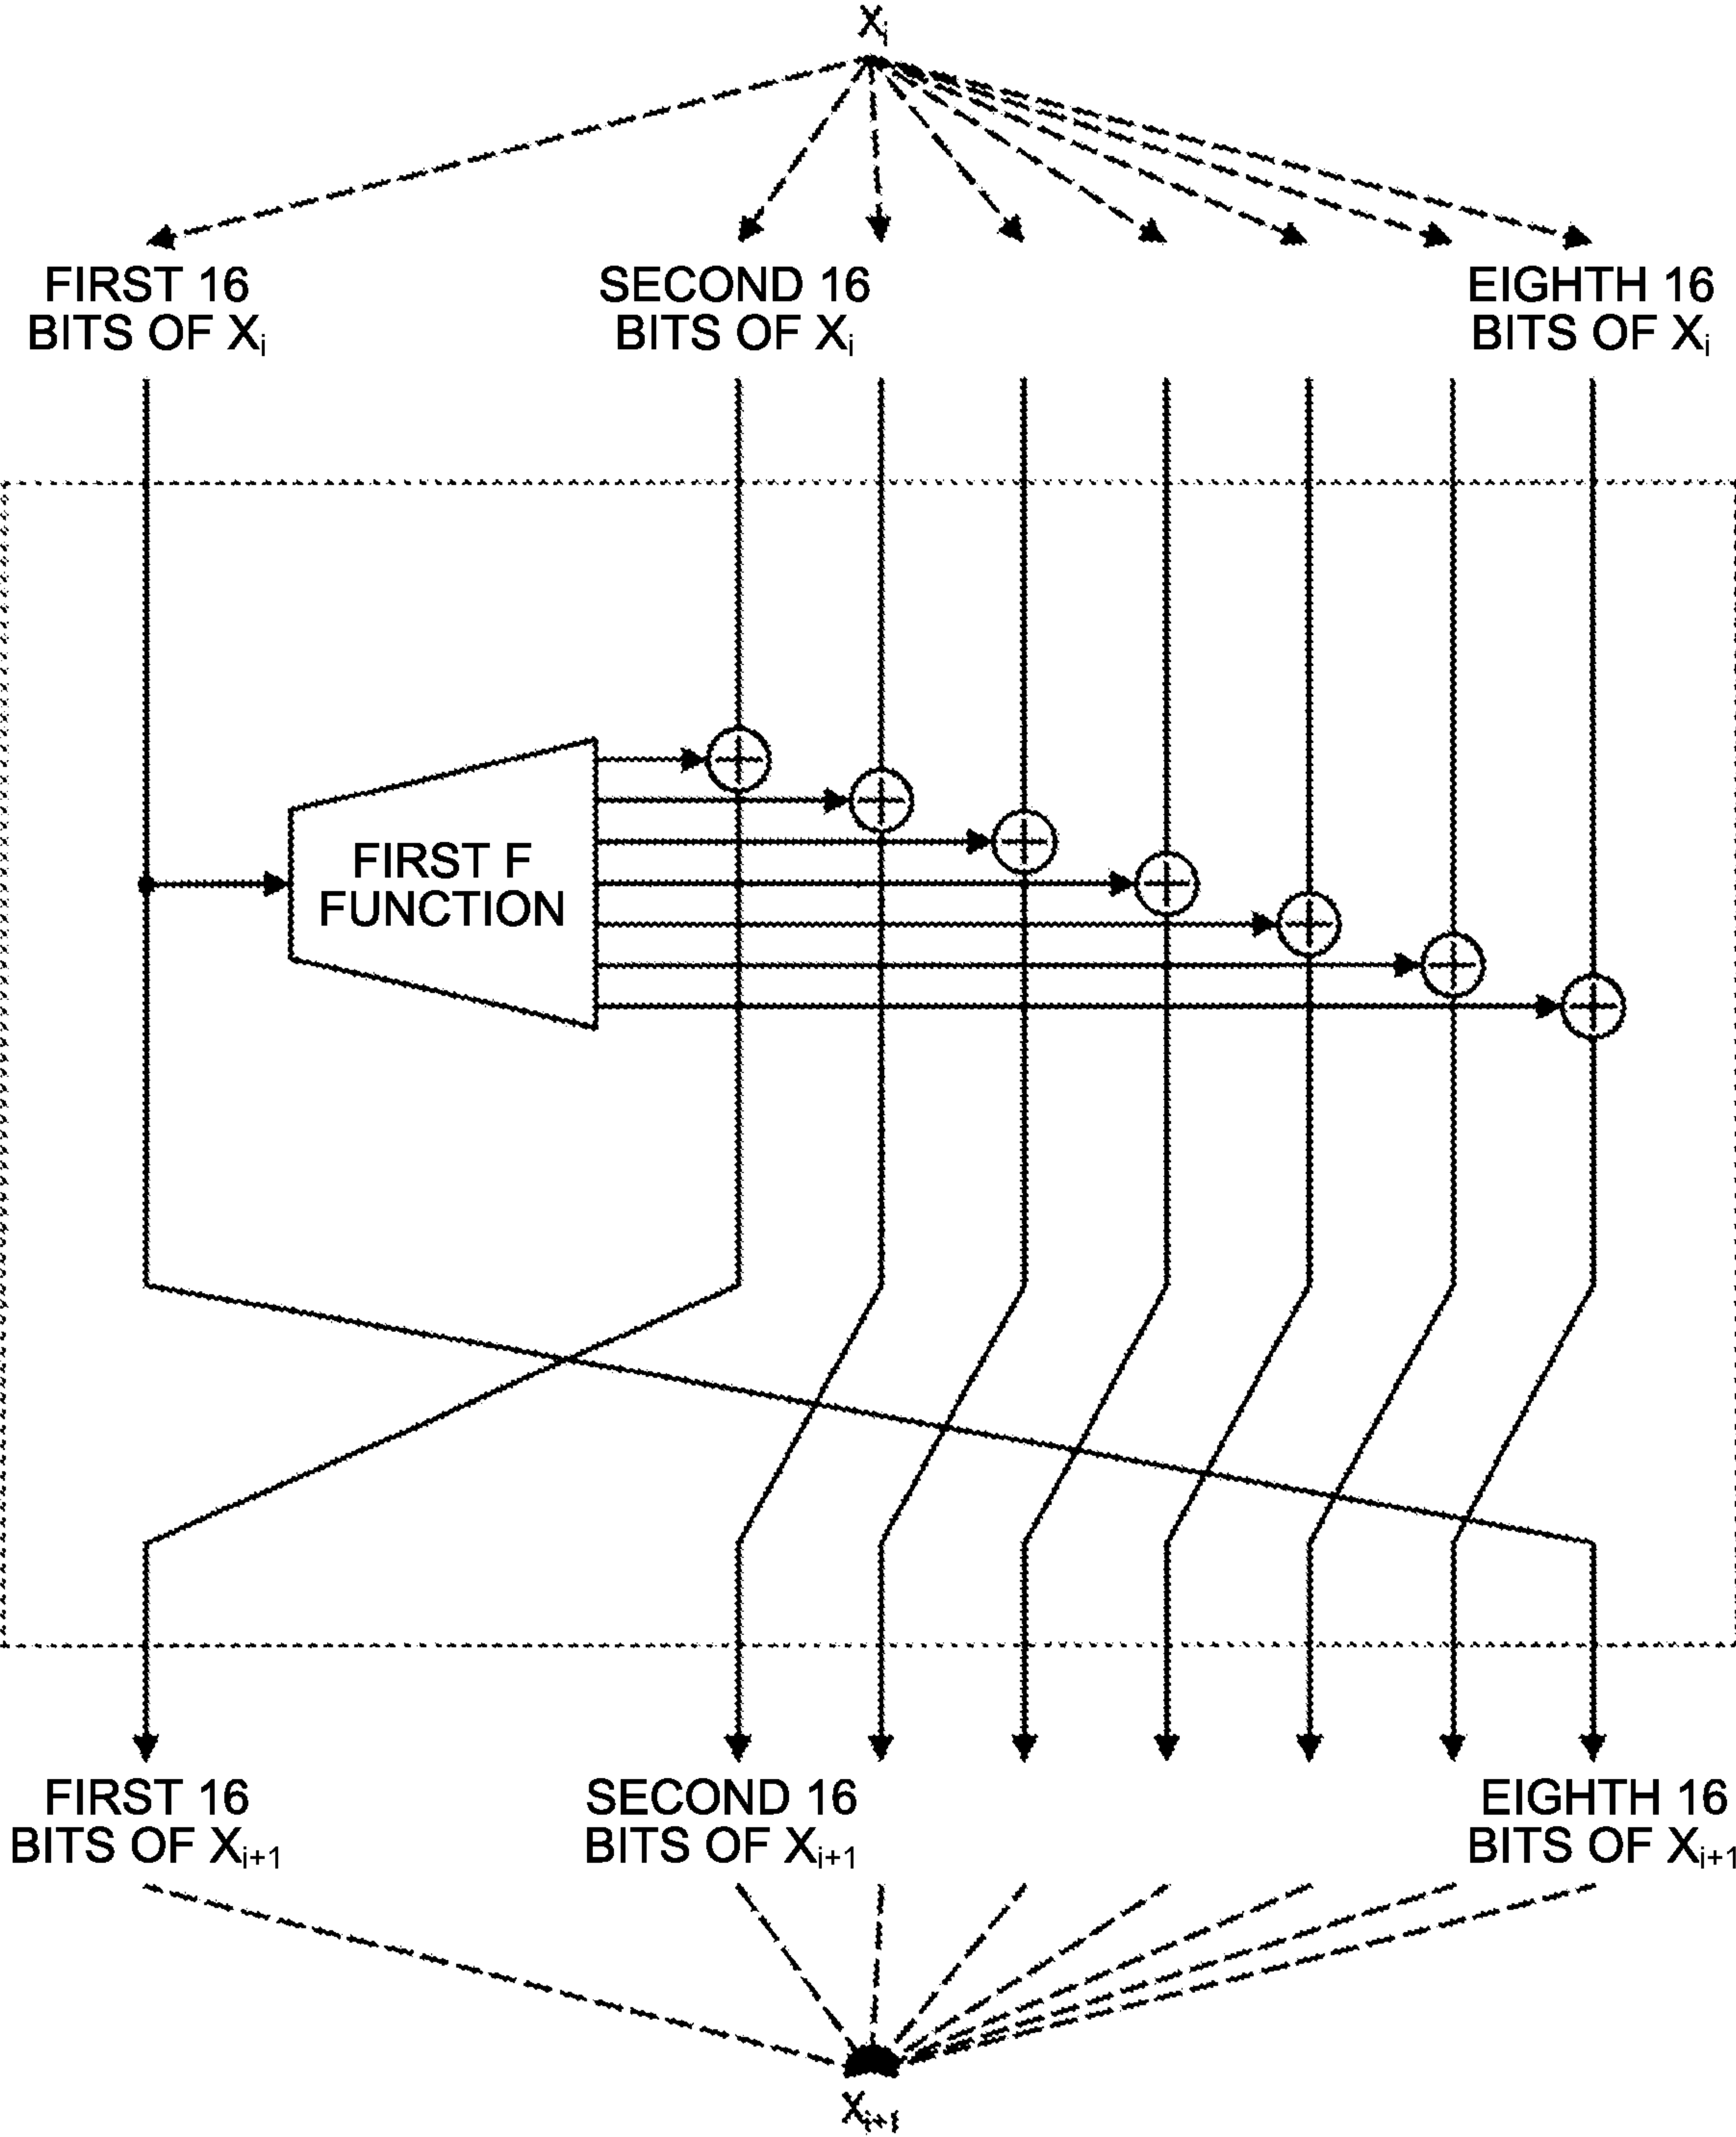 Xi
FIRST 16
BITS OF Xi
SECOND 16
BITS OF Xi
EIGHTH 16
BITS OF Xi
FIRST F
FUNCTION
FIRST 16
BITS OF Xi+1
SECOND 16
BITS OF Xi+1
EIGHTH 16
BITS OF Xi+1
Xi+1